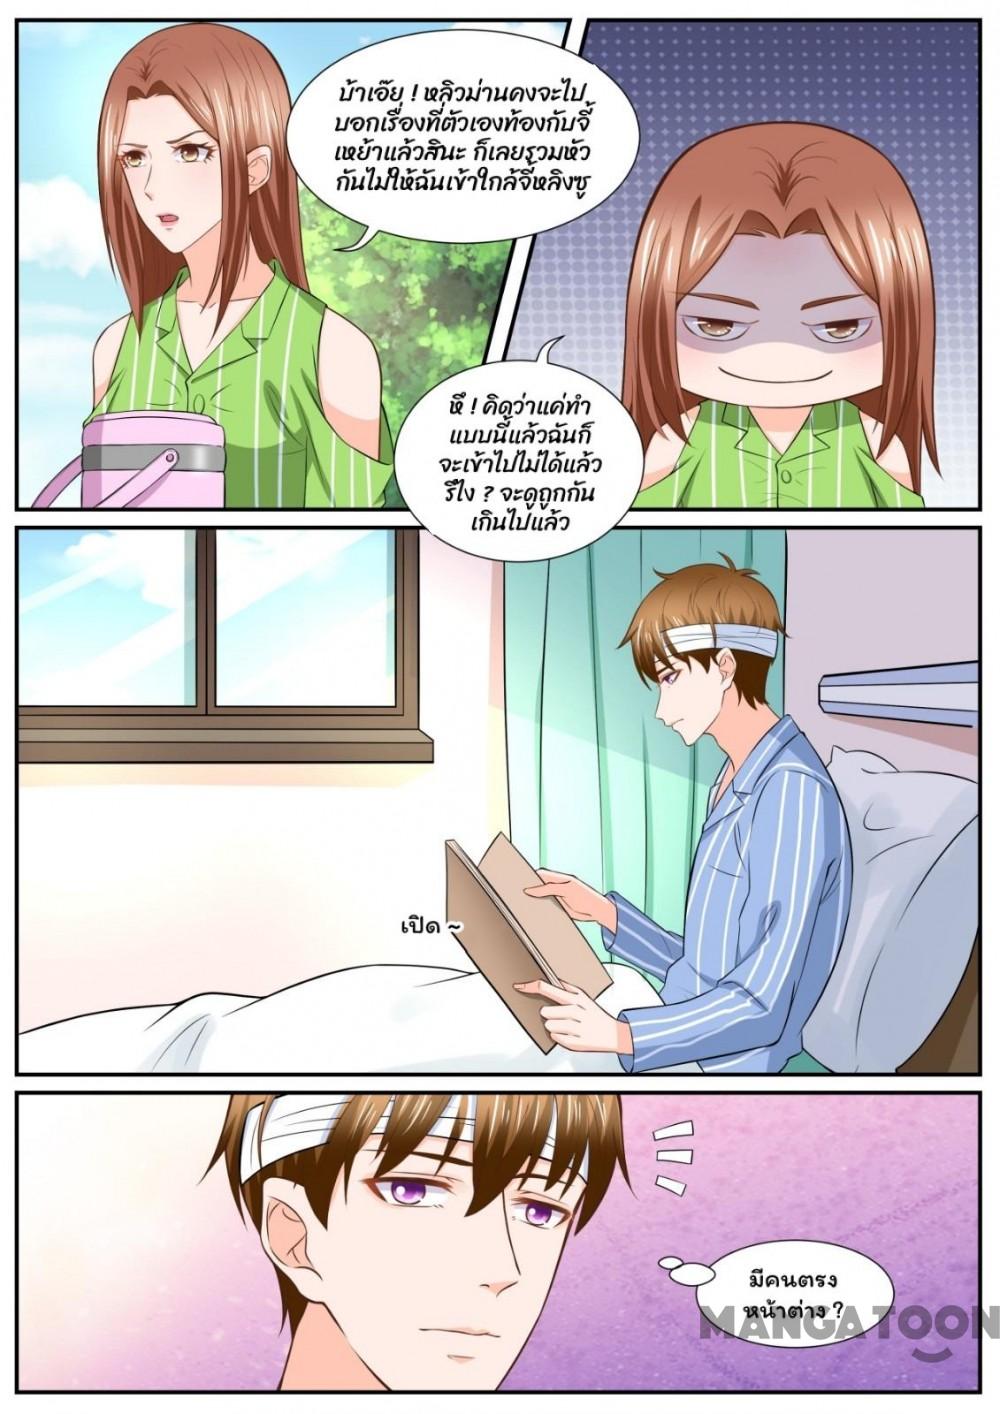 บ้าเอ๊ย ! หลิวม่านคงจะไป
บอกเรื่องที่ตัวเองท้องกับจี้
เหย้าแล้วสินะ ก็เลยรวมหัว
กันไม่ให้ฉันเข้าใกล้จี้หลิงซู
หึ ! คิดว่าแค่ทำ
แบบนี้แล้วฉันก็
จะเข้าไปไม่ได้แล้ว
รึไง ? จะดูถูกกัน
เกินไปแล้ว
เปิด ~
มีคนตรง
หน้าต่าง ?
MANGATOON